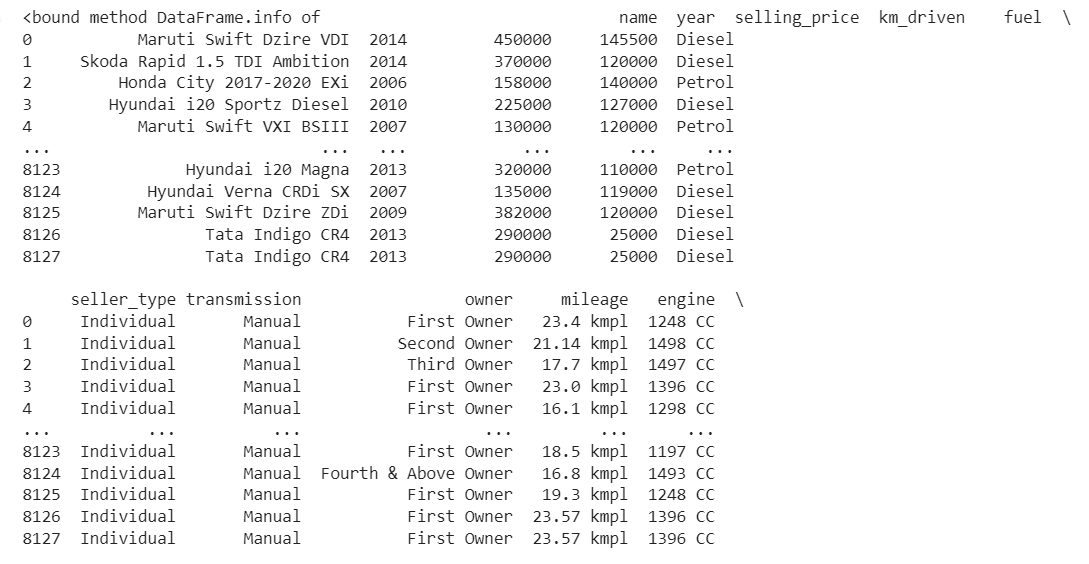 <bound method DataFrame.info of                               name  year  selling_price  km_driven    fuel  \
0           Maruti Swift Dzire VDI  2014         450000     145500  Diesel
1     Skoda Rapid 1.5 TDI Ambition  2014         370000     120000  Diesel
2         Honda City 2017-2020 EXi  2006         158000     140000  Petrol
3        Hyundai i20 Sportz Diesel  2010         225000     127000  Diesel
4           Maruti Swift VXI BSIII  2007         130000     120000  Petrol
...                            ...   ...            ...        ...     ...
8123             Hyundai i20 Magna  2013         320000     110000  Petrol
8124         Hyundai Verna CRDi SX  2007         135000     119000  Diesel
8125        Maruti Swift Dzire ZDi  2009         382000     120000  Diesel
8126               Tata Indigo CR4  2013         290000      25000  Diesel
8127               Tata Indigo CR4  2013         290000      25000  Diesel
     seller_type transmission                 owner     mileage   engine  \
0     Individual       Manual           First Owner   23.4 kmpl  1248 CC
1     Individual       Manual          Second Owner  21.14 kmpl  1498 CC
2     Individual       Manual           Third Owner   17.7 kmpl  1497 CC
3     Individual       Manual           First Owner   23.0 kmpl  1396 CC
4     Individual       Manual           First Owner   16.1 kmpl  1298 CC
...          ...          ...                   ...         ...      ...
8123  Individual       Manual           First Owner   18.5 kmpl  1197 CC
8124  Individual       Manual  Fourth & Above Owner   16.8 kmpl  1493 CC
8125  Individual       Manual           First Owner   19.3 kmpl  1248 CC
8126  Individual       Manual           First Owner  23.57 kmpl  1396 CC
8127  Individual       Manual           First Owner  23.57 kmpl  1396 CC